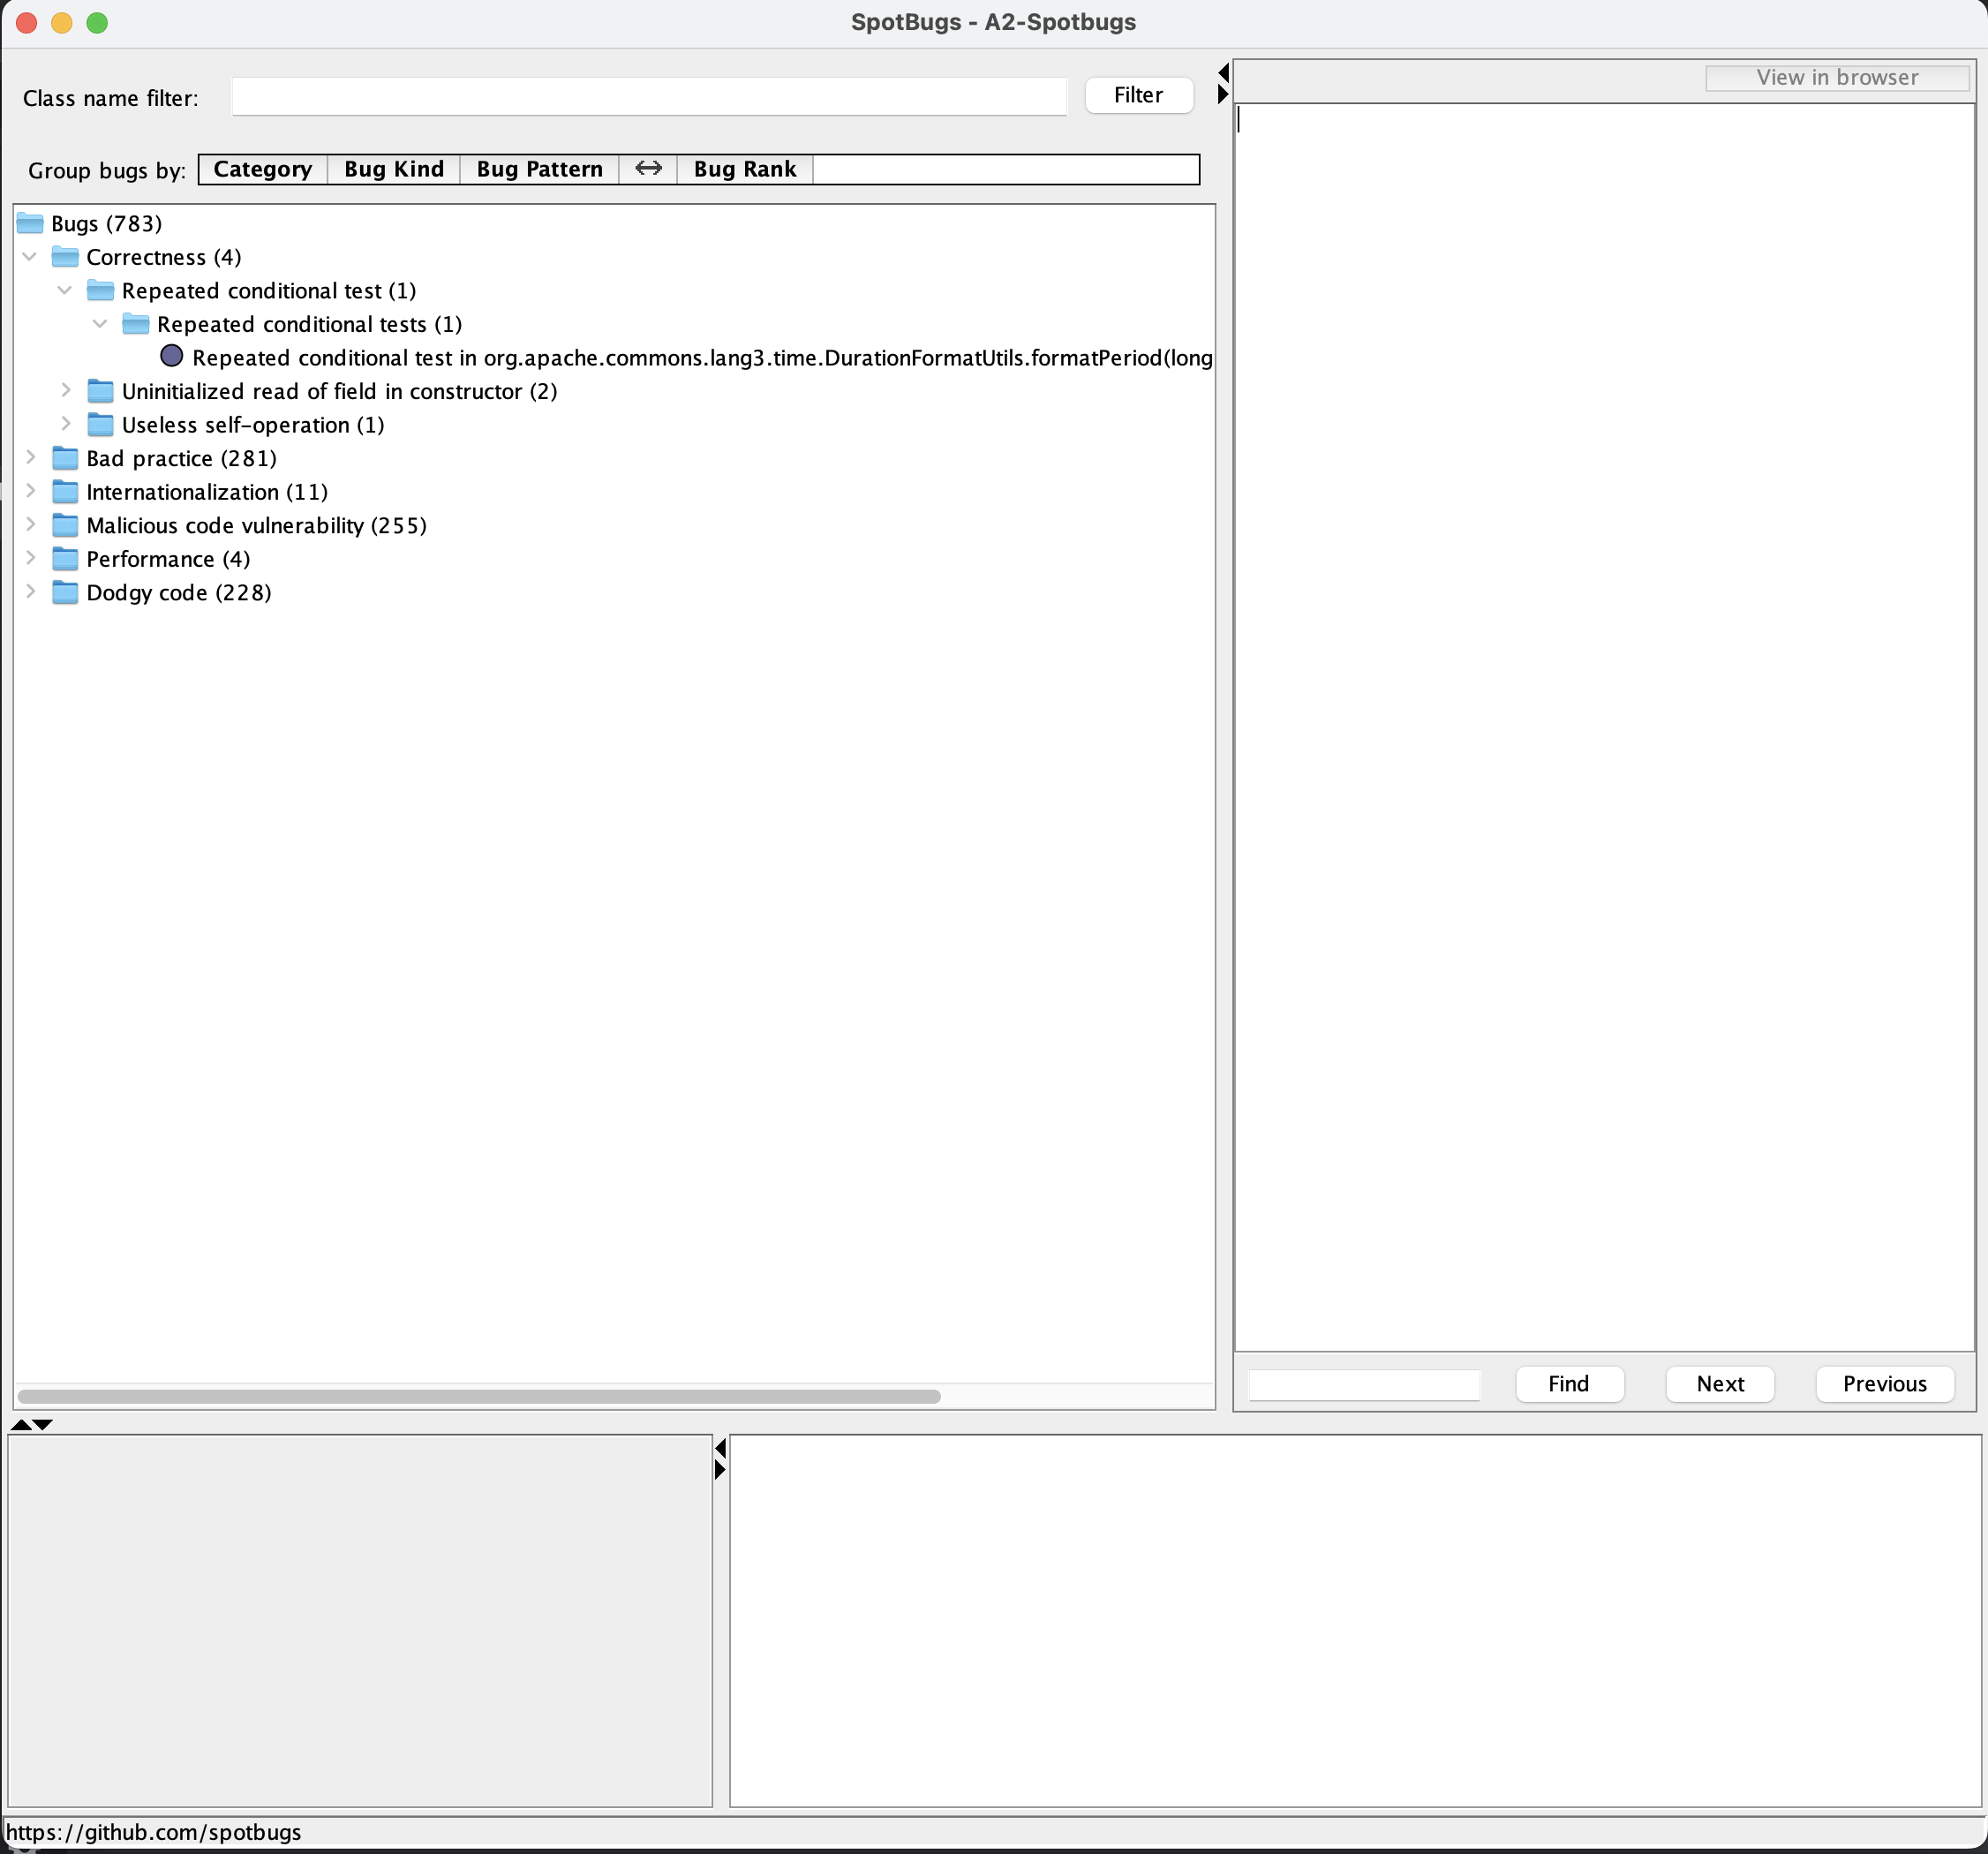 SpotBugs - A2-Spotbugs
Class name filter:
Filter
View in browser
Group bugs by: Category Bug Kind Bug Pattern ↔ Bug Rank
Bugs (783)
Correctness (4)
Repeated conditional test (1)
Repeated conditional tests (1)
Repeated conditional test in org.apache.commons.lang3.time.DurationFormatUtils.formatPeriod(long
Uninitialized read of field in constructor (2)
Useless self-operation (1)
Bad practice (281)
Internationalization (11)
Malicious code vulnerability (255)
Performance (4)
Dodgy code (228)
Find Next Previous
https://github.com/spotbugs